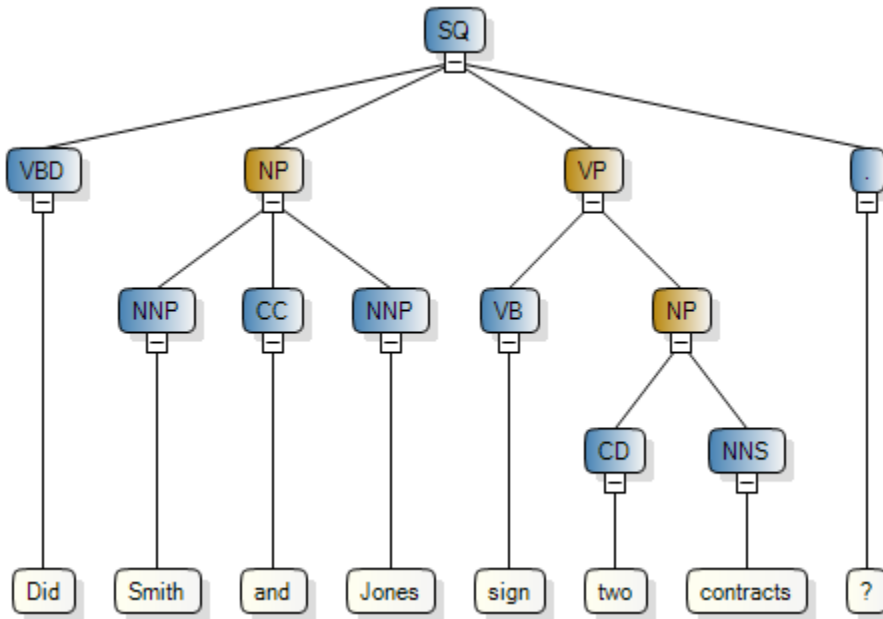 SQ
VBD NP VP .
NNP CC NNP VB NP
CD NNS
Did Smith and Jones sign two contracts ?